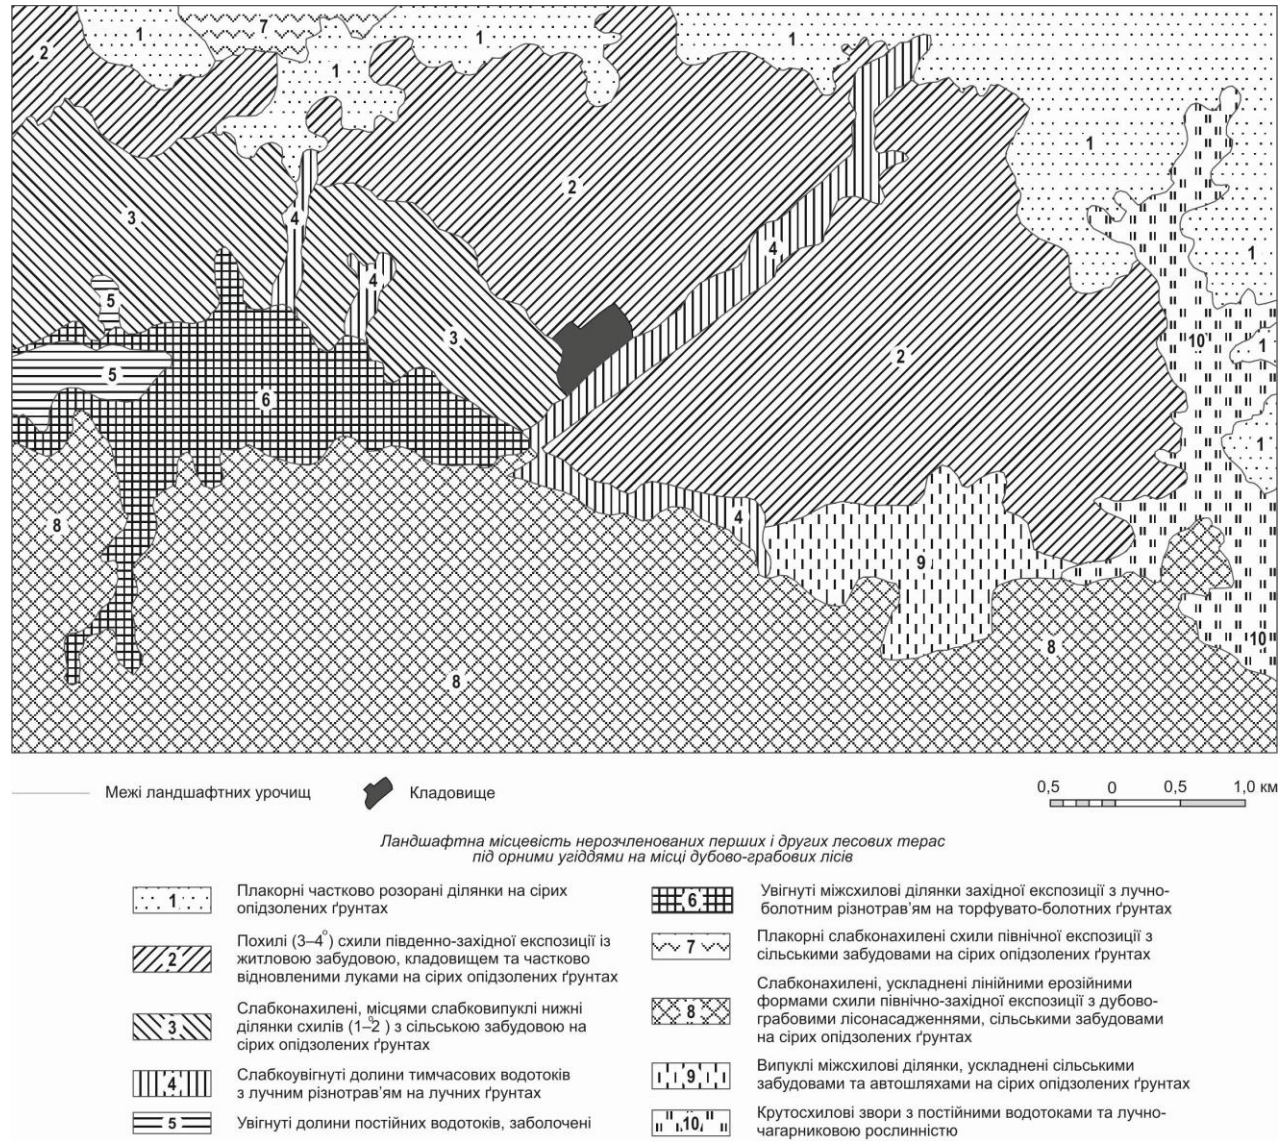 1
7
1
1
2
1
1
2
3
4
4
1
5
4
3
2
10
1
5
6
1
8
4
9
8
10
8
Межі ландшафтних урочищ
Кладовище
0,5 0 0,5 1,0 км
Ландшафтна місцевість нерозчленованих перших і других лесових терас
під орними угіддями на місці дубово-грабових лісів
1
Плакорні частково розорані ділянки на сірих
опідзолених ґрунтах
2
Похилі (3–4°) схили південно-західної експозиції із
житловою забудовою, кладовищем та частково
відновленими луками на сірих опідзолених ґрунтах
3
Слабконахилені, місцями слабковипуклі нижні
ділянки схилів (1–2°) з сільською забудовою на
сірих опідзолених ґрунтах
4
Слабкоувігнуті долини тимчасових водотоків
з лучним різнотрав’ям на лучних ґрунтах
5
Увігнуті долини постійних водотоків, заболочені
6
Увігнуті міжсхилові ділянки західної експозиції з лучно-
болотним різнотрав’ям на торфувато-болотних ґрунтах
7
Плакорні слабконахилені схили північної експозиції з
сільськими забудовами на сірих опідзолених ґрунтах
8
Слабконахилені, ускладнені лінійними ерозійними
формами схили північно-західної експозиції з дубово-
грабовими лісонасадженнями, сільськими забудовами
на сірих опідзолених ґрунтах
9
Випуклі міжсхилові ділянки, ускладнені сільськими
забудовами та автошляхами на сірих опідзолених ґрунтах
10
Крутосхилові звори з постійними водотоками та лучно-
чагарниковою рослинністю